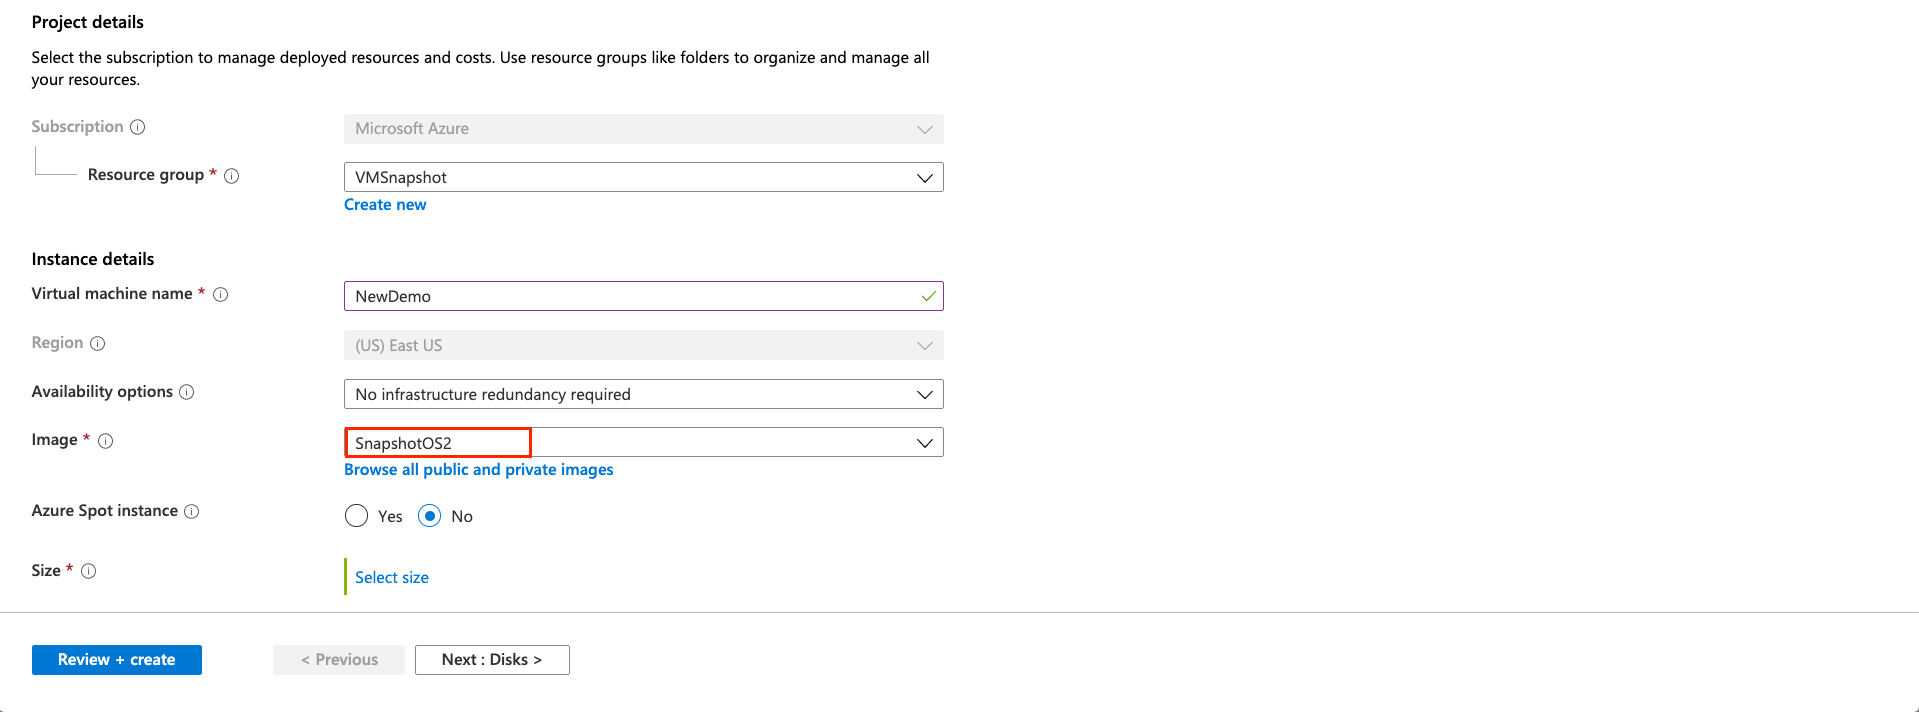 Project details
Select the subscription to manage deployed resources and costs. Use resource groups like folders to organize and manage all
your resources.
Subscription
Microsoft Azure
Resource group *
VMSnapshot
Create new
Instance details
Virtual machine name *
NewDemo
Region
(US) East US
Availability options
No infrastructure redundancy required
Image *
SnapshotOS2
Browse all public and private images
Azure Spot instance
Yes No
Size *
Select size
Review + create
< Previous
Next : Disks >